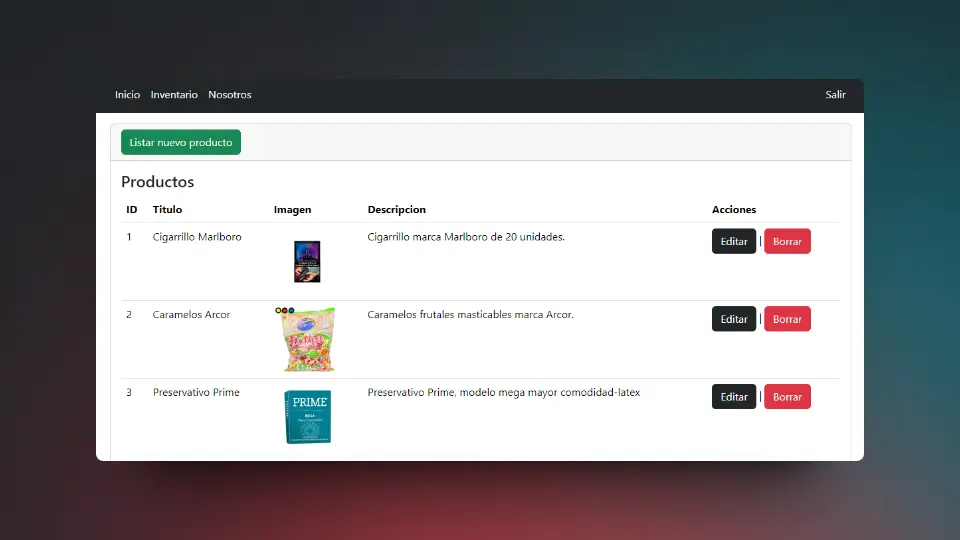 Inicio Inventario Nosotros Salir
Listar nuevo producto
Productos
ID Titulo Imagen Descripcion Acciones
1 Cigarrillo Marlboro Cigarrillo marca Marlboro de 20 unidades. Editar | Borrar
2 Caramelos Arcor Caramelos frutales masticables marca Arcor. Editar | Borrar
3 Preservativo Prime Preservativo Prime, modelo mega mayor comodidad-latex Editar | Borrar
PRIME
MEGA